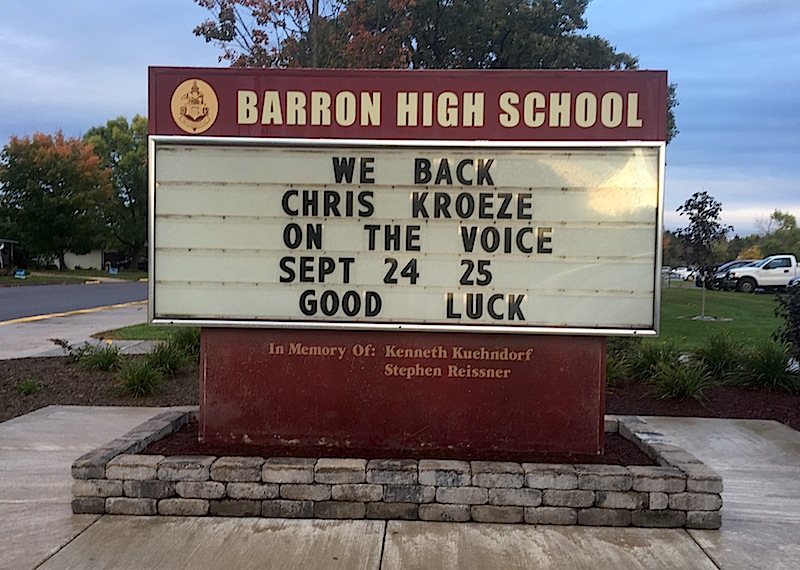 BARRON HIGH SCHOOL
WE BACK
CHRIS KROEZE
ON THE VOICE
SEPT 24 25
GOOD LUCK
In Memory Of: Kenneth Kuehndorf
Stephen Reissner